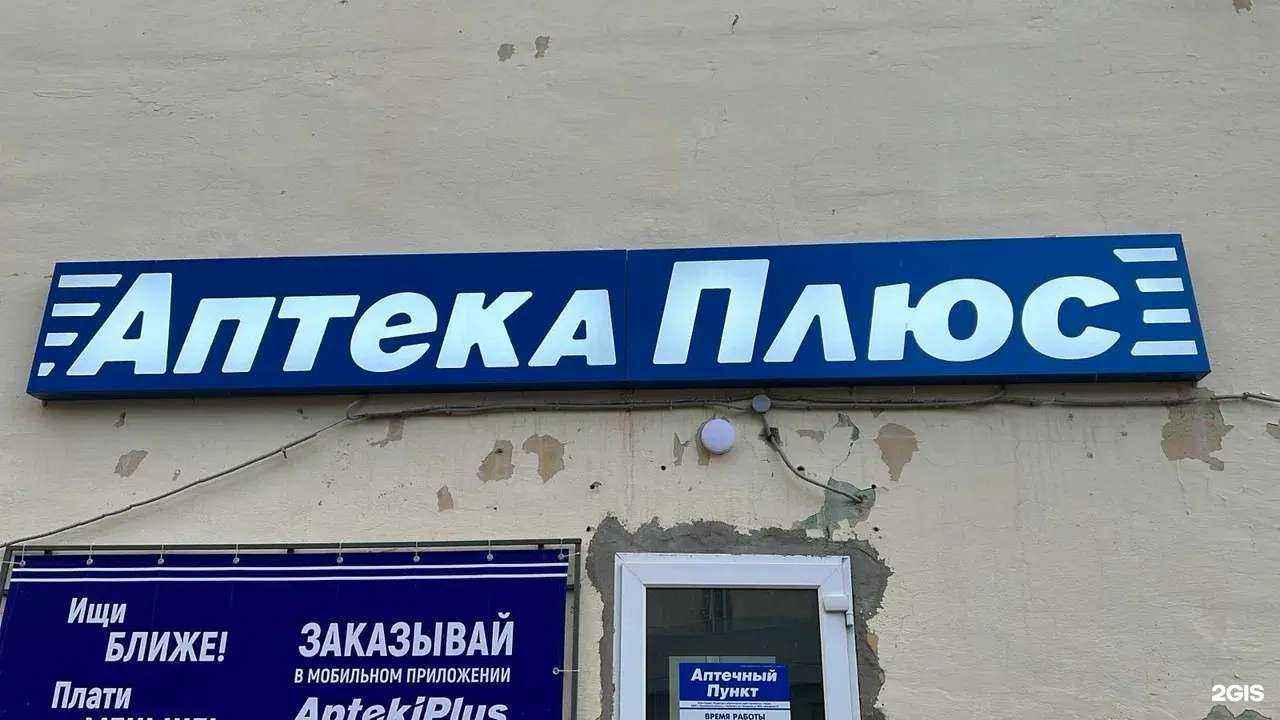 Аптека Плюс
Ищи
БЛИЖЕ!
Плати
ЗАКАЗЫВАЙ
В МОБИЛЬНОМ ПРИЛОЖЕНИИ
AptekiPlus
Аптечный
Пункт
ВРЕМЯ РАБОТЫ
2GIS